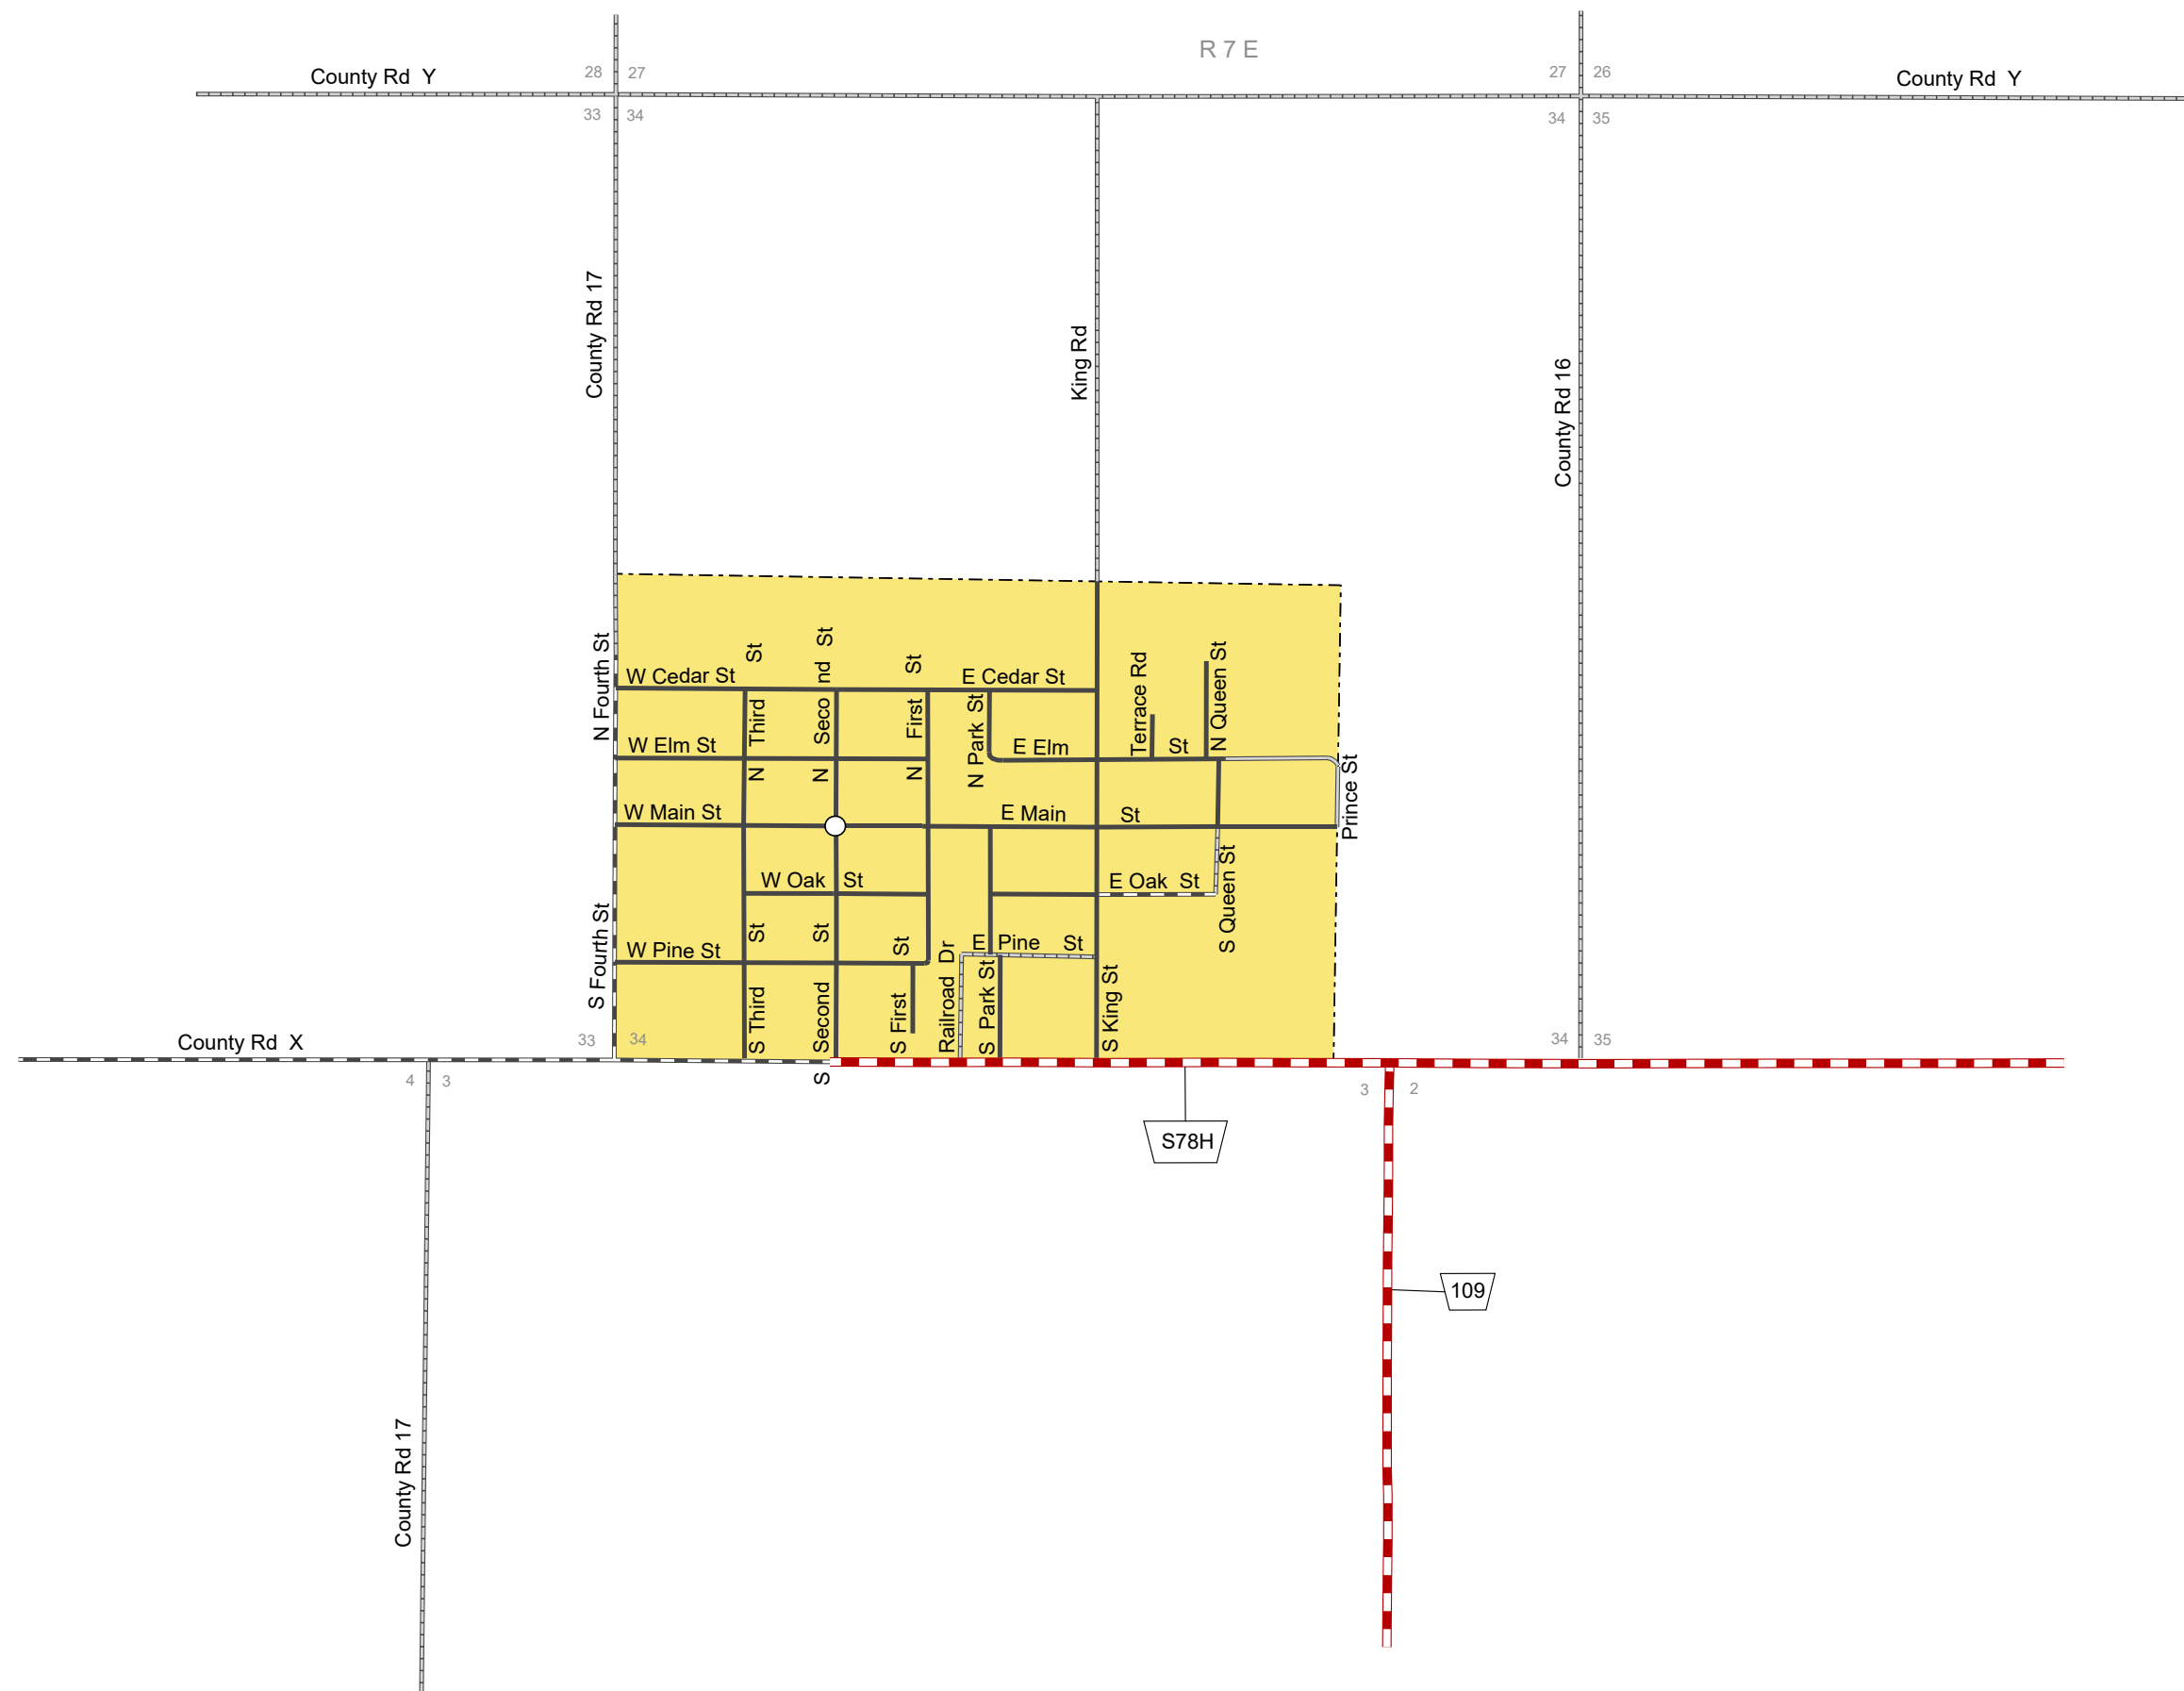 R 7 E
County Rd Y
28
27
27
26
County Rd Y
33
34
34
35
County Rd 17
King Rd
County Rd 16
N Fourth St
W Cedar St
N Third St
N Second St
N First St
E Cedar St
N Park St
Terrace Rd
N Queen St
W Elm St
E Elm St
Prince St
W Main St
E Main St
W Oak St
E Oak St
S Queen St
S Fourth St
W Pine St
E Pine St
S Third St
S Second St
S First St
Railroad Dr
S Park St
S King St
County Rd X
33
34
34
35
4
3
3
2
S78H
109
County Rd 17